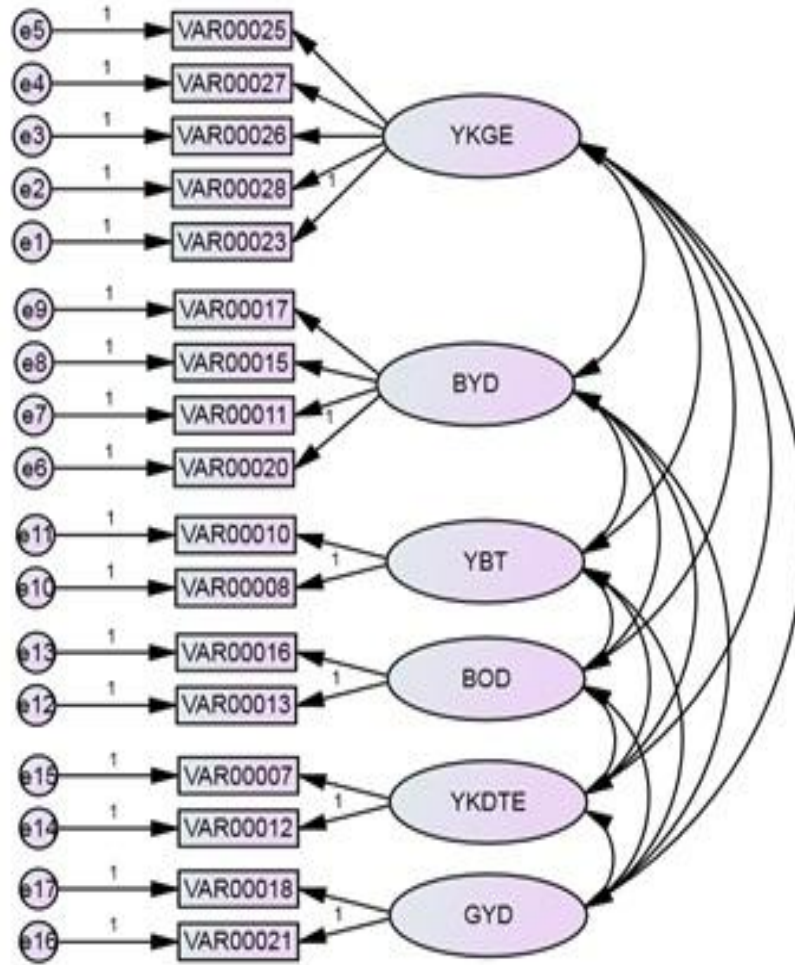 e5 1 VAR00025
e4 1 VAR00027
e3 1 VAR00026
YKGE
e2 1 VAR00028 1
e1 1 VAR00023
e9 1 VAR00017
e8 1 VAR00015
BYD
e7 1 VAR00011 1
e6 1 VAR00020
e11 1 VAR00010
YBT
e10 1 VAR00008 1
e13 1 VAR00016
BOD
e12 1 VAR00013 1
e15 1 VAR00007
YKDTE
e14 1 VAR00012 1
e17 1 VAR00018
GYD
e16 1 VAR00021 1